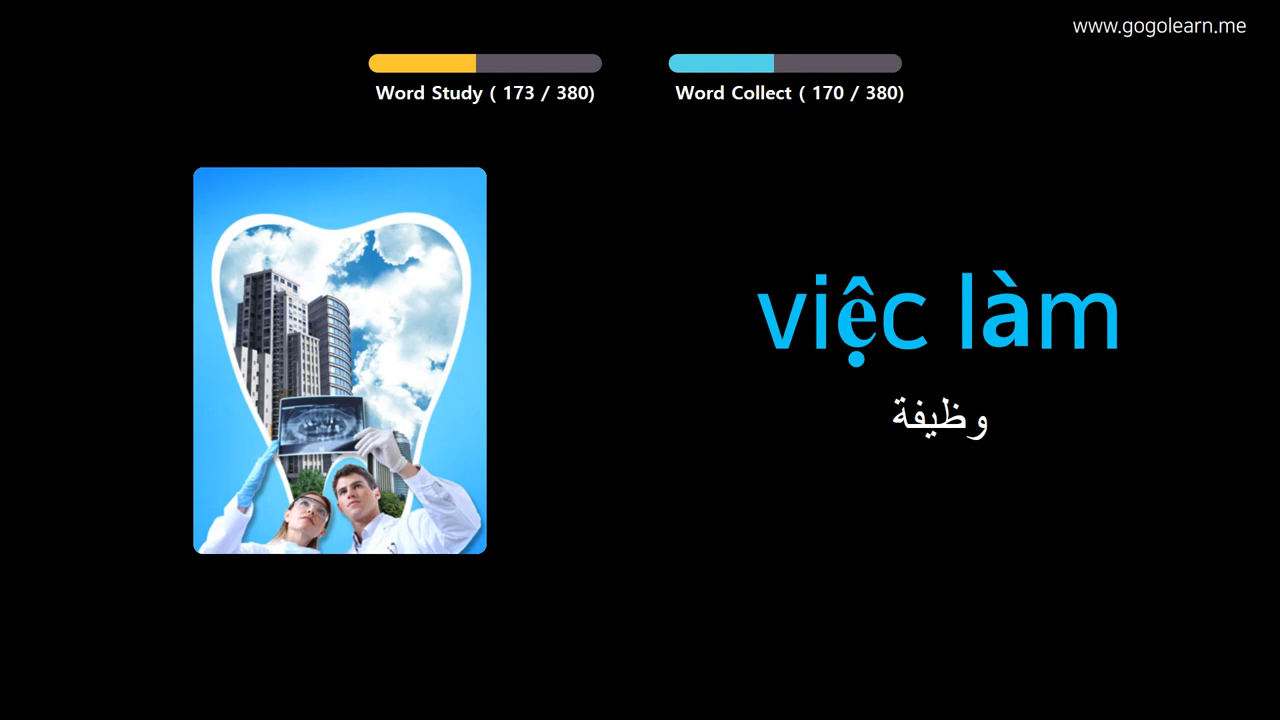 www.gogolearn.me
Word Study ( 173 / 380)
Word Collect ( 170 / 380)
việc làm
وظيفة